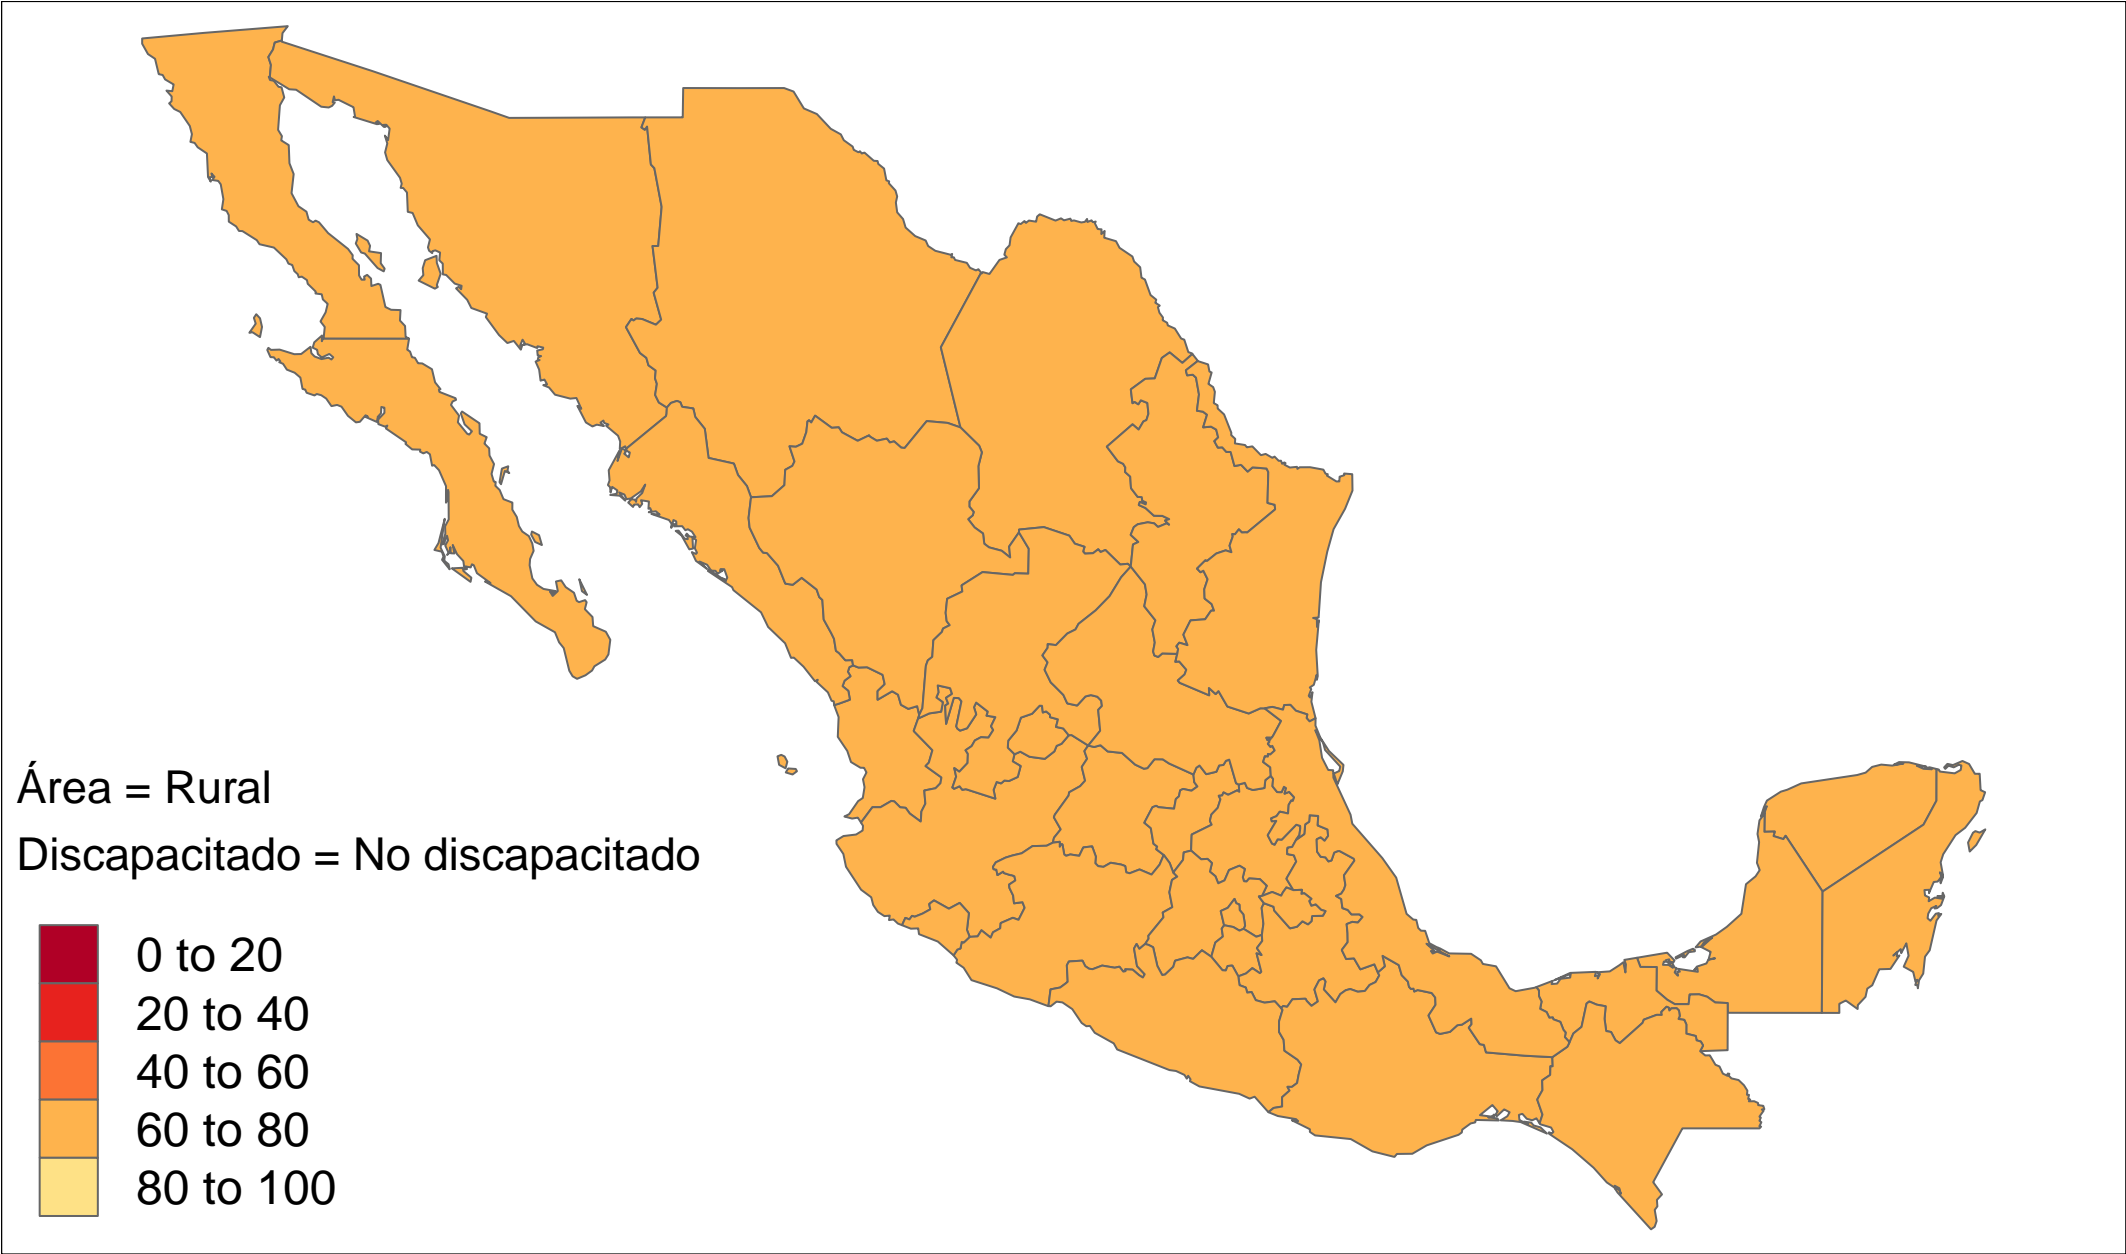 Área = Rural
Discapacitado = No discapacitado
0 to 20
20 to 40
40 to 60
60 to 80
80 to 100